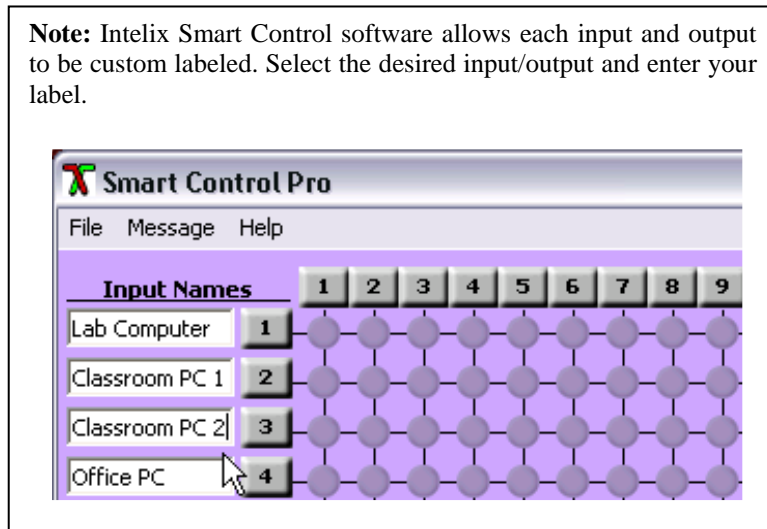 Note: Intelix Smart Control software allows each input and output
to be custom labeled. Select the desired input/output and enter your
label.
Smart Control Pro
File Message Help
Input Names 1 2 3 4 5 6 7 8 9
Lab Computer 1
Classroom PC 1 2
Classroom PC 2 3
Office PC 4